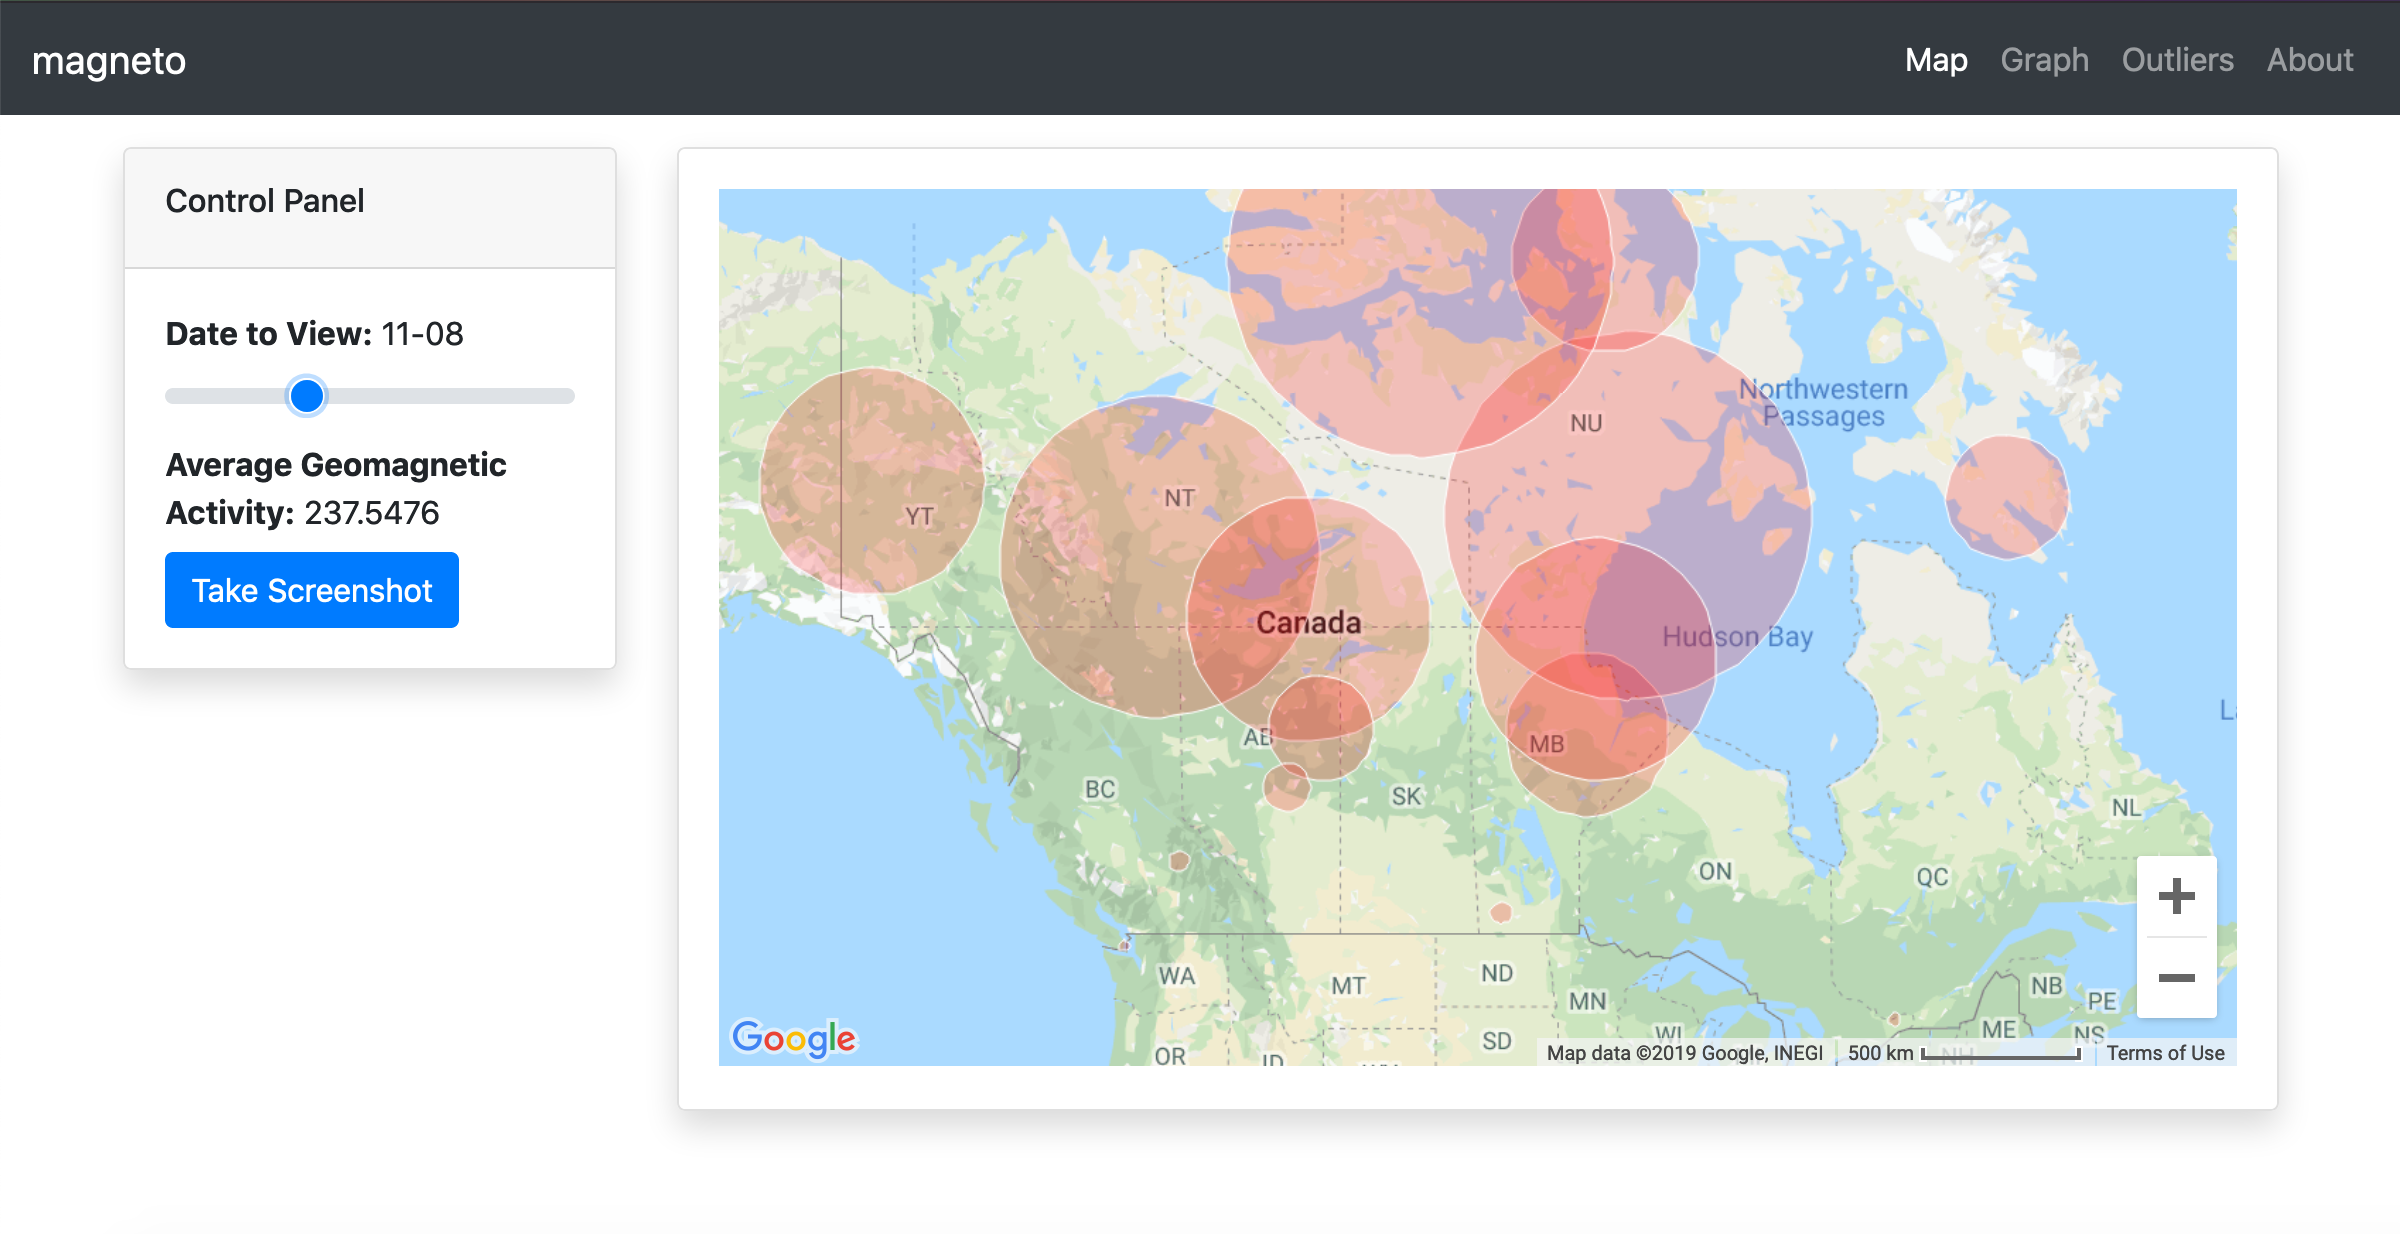 magneto
Map Graph Outliers About
Control Panel
Date to View: 11-08
Average Geomagnetic
Activity: 237.5476
Take Screenshot
Northwestern
Passages
NU
NT
YT
Canada
Hudson Bay
AB
MB
BC
SK
NL
ON
QC
WA
MT
ND
MN
NB
PE
ME
NS
WI
SD
OR
ID
NH
Google
Map data ©2019 Google, INEGI
500 km
Terms of Use